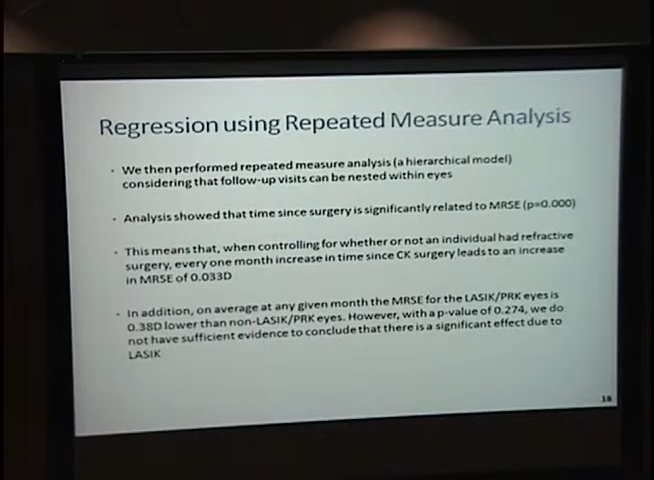 Regression using Repeated Measure Analysis
• We then performed repeated measure analysis (a hierarchical model)
considering that follow-up visits can be nested within eyes
• Analysis showed that time since surgery is significantly related to MRSE (p=0.000)
• This means that, when controlling for whether or not an individual had refractive
surgery, every one month increase in time since CK surgery leads to an increase
in MRSE of 0.033D
• In addition, on average at any given month the MRSE for the LASIK/PRK eyes is
0.38D lower than non-LASIK/PRK eyes. However, with a p-value of 0.274, we do
not have sufficient evidence to conclude that there is a significant effect due to
LASIK
18